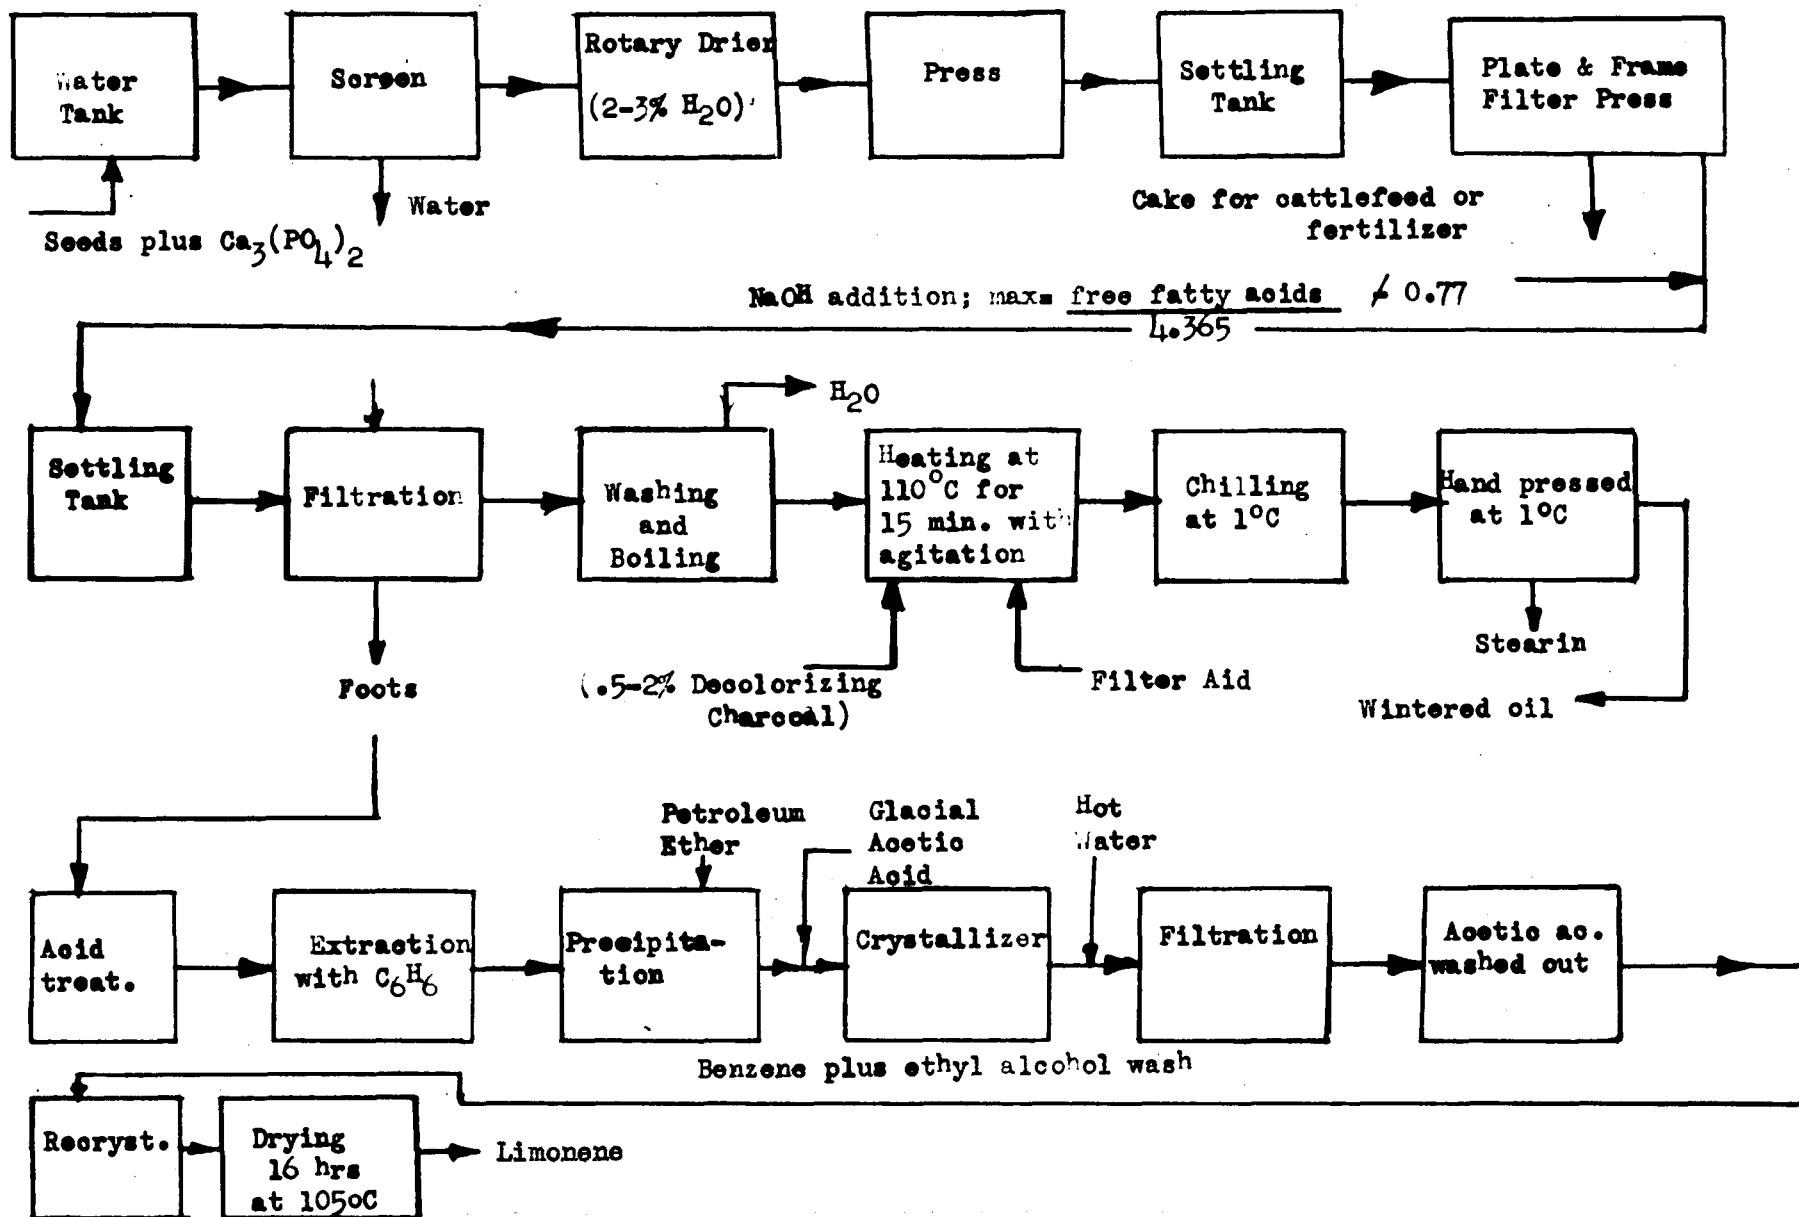 Water
Tank
Screen
Rotary Drier
(2-3% H2O)
Press
Settling
Tank
Plate & Frame
Filter Press
Water
Seeds plus Ca3(PO4)2
Cake for cattlefeed or
fertilizer
NaOH addition; max= free fatty acids ⁄ 0.77
4.365
H2O
Settling
Tank
Filtration
Washing
and
Boiling
Heating at
110°C for
15 min. with
agitation
Chilling
at 1°C
Hand pressed
at 1°C
Foots
(.5-2% Decolorizing
Charcoal)
Filter Aid
Stearin
Wintered oil
Petroleum
Ether
Glacial
Acetic
Acid
Hot
Water
Acid
treat.
Extraction
with C6H6
Precipita-
tion
Crystallizer
Filtration
Acetic ac.
washed out
Benzene plus ethyl alcohol wash
Recryst.
Drying
16 hrs
at 105°C
Limonene